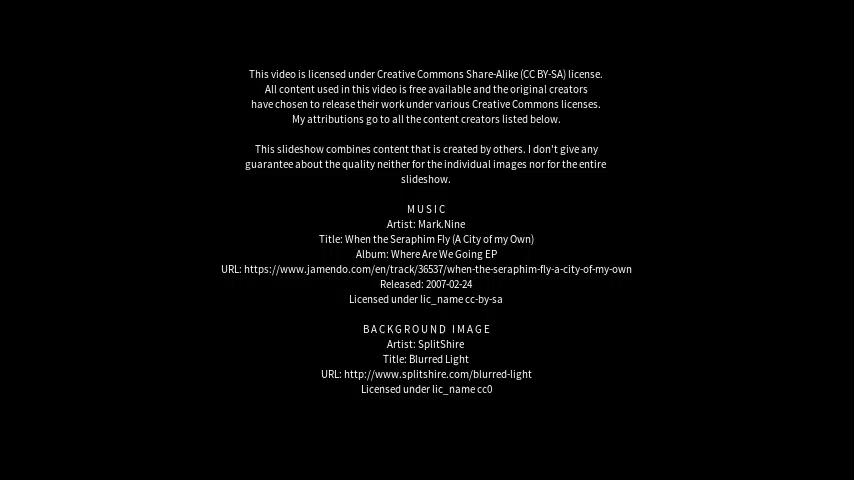 This video is licensed under Creative Commons Share-Alike (CC BY-SA) license.
All content used in this video is free available and the original creators
have chosen to release their work under various Creative Commons licenses.
My attributions go to all the content creators listed below.
This slideshow combines content that is created by others. I don't give any
guarantee about the quality neither for the individual images nor for the entire
slideshow.
MUSIC
Artist: Mark.Nine
Title: When the Seraphim Fly (A City of my Own)
Album: Where Are We Going EP
URL: https://www.jamendo.com/en/track/36537/when-the-seraphim-fly-a-city-of-my-own
Released: 2007-02-24
Licensed under lic_name cc-by-sa
BACKGROUND IMAGE
Artist: SplitShire
Title: Blurred Light
URL: http://www.splitshire.com/blurred-light
Licensed under lic_name cc0